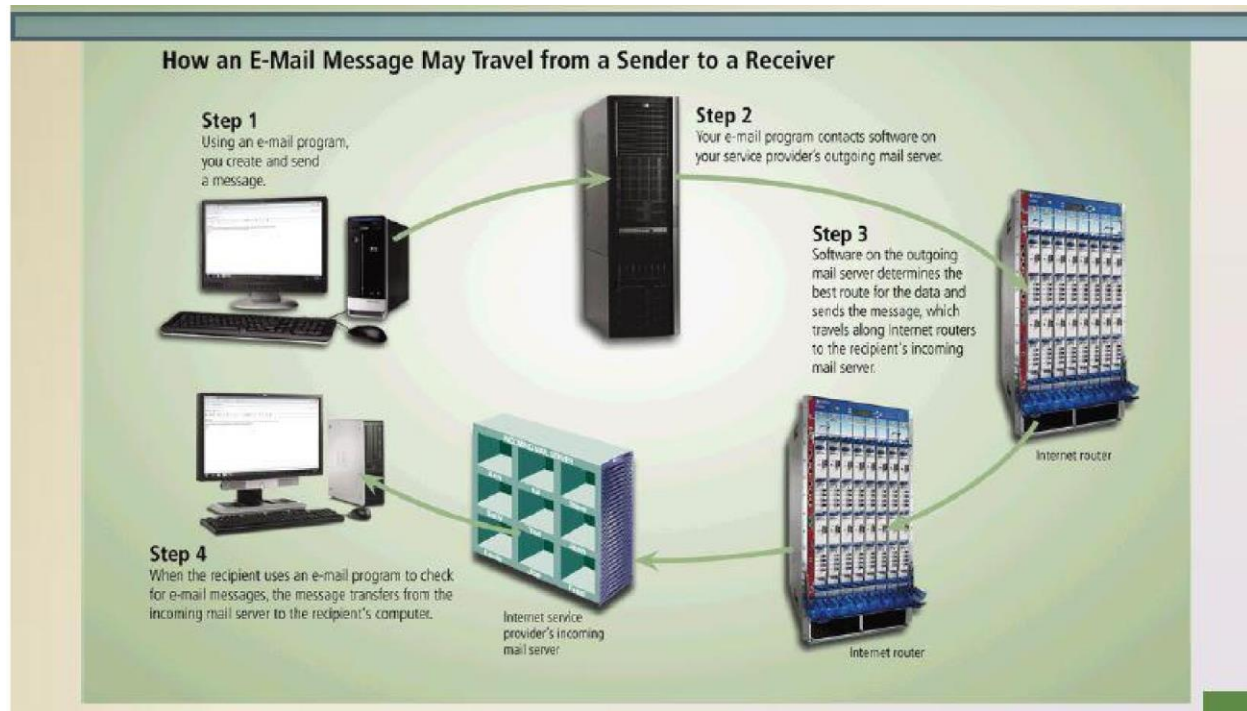 How an E-Mail Message May Travel from a Sender to a Receiver
Step 1
Using an e-mail program,
you create and send
a message.
Step 2
Your e-mail program contacts software on
your service provider's outgoing mail server.
Step 3
Software on the outgoing
mail server determines the
best route for the data and
sends the message, which
travels along Internet routers
to the recipient's incoming
mail server.
Internet router
Internet router
INCOMING MAIL SERVER
Internet service
provider's incoming
mail server
Step 4
When the recipient uses an e-mail program to check
for e-mail messages, the message transfers from the
incoming mail server to the recipient's computer.